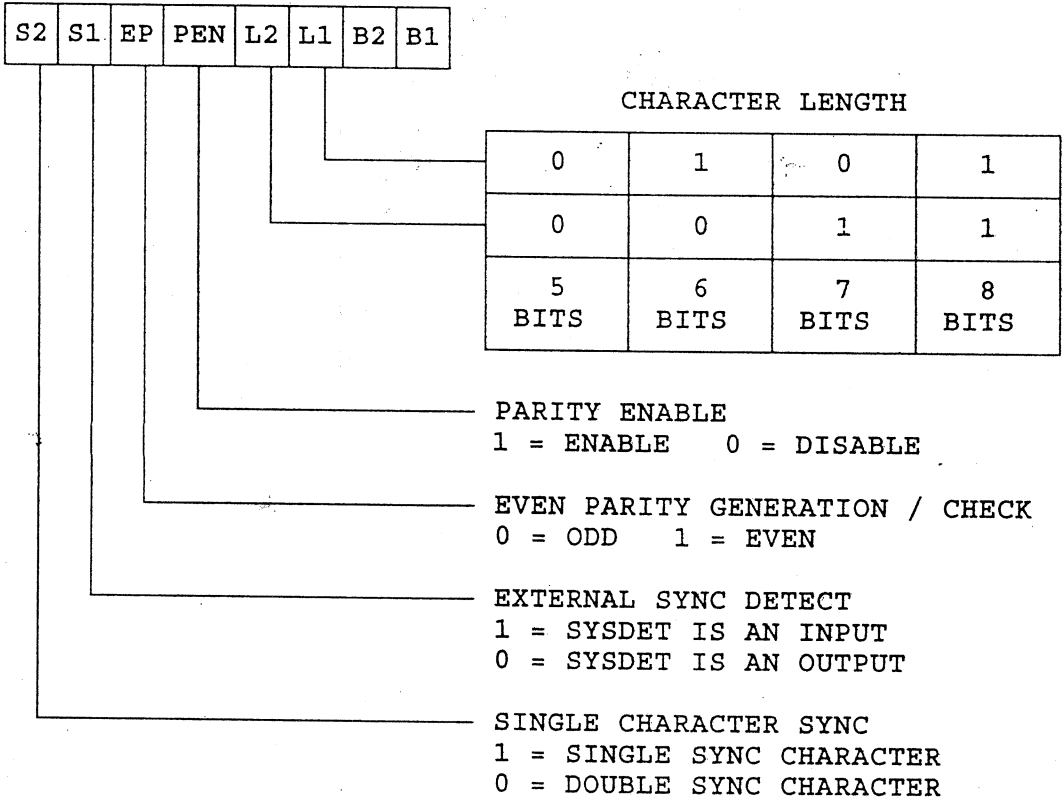 S2 S1 EP PEN L2 L1 B2 B1
CHARACTER LENGTH
0 1 0 1
0 0 1 1
5 6 7 8
BITS BITS BITS BITS
PARITY ENABLE
1 = ENABLE 0 = DISABLE
EVEN PARITY GENERATION / CHECK
0 = ODD 1 = EVEN
EXTERNAL SYNC DETECT
1 = SYSDET IS AN INPUT
0 = SYSDET IS AN OUTPUT
SINGLE CHARACTER SYNC
1 = SINGLE SYNC CHARACTER
0 = DOUBLE SYNC CHARACTER